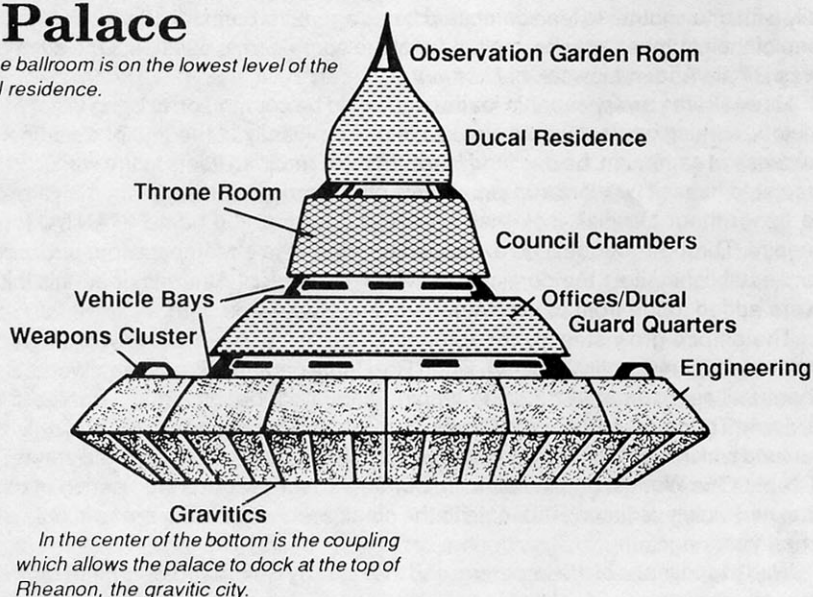 Palace
e ballroom is on the lowest level of the
l residence.
Observation Garden Room
Ducal Residence
Throne Room
Council Chambers
Vehicle Bays
Offices/Ducal
Guard Quarters
Weapons Cluster
Engineering
Gravitics
In the center of the bottom is the coupling
which allows the palace to dock at the top of
Rheanon, the gravitic city.